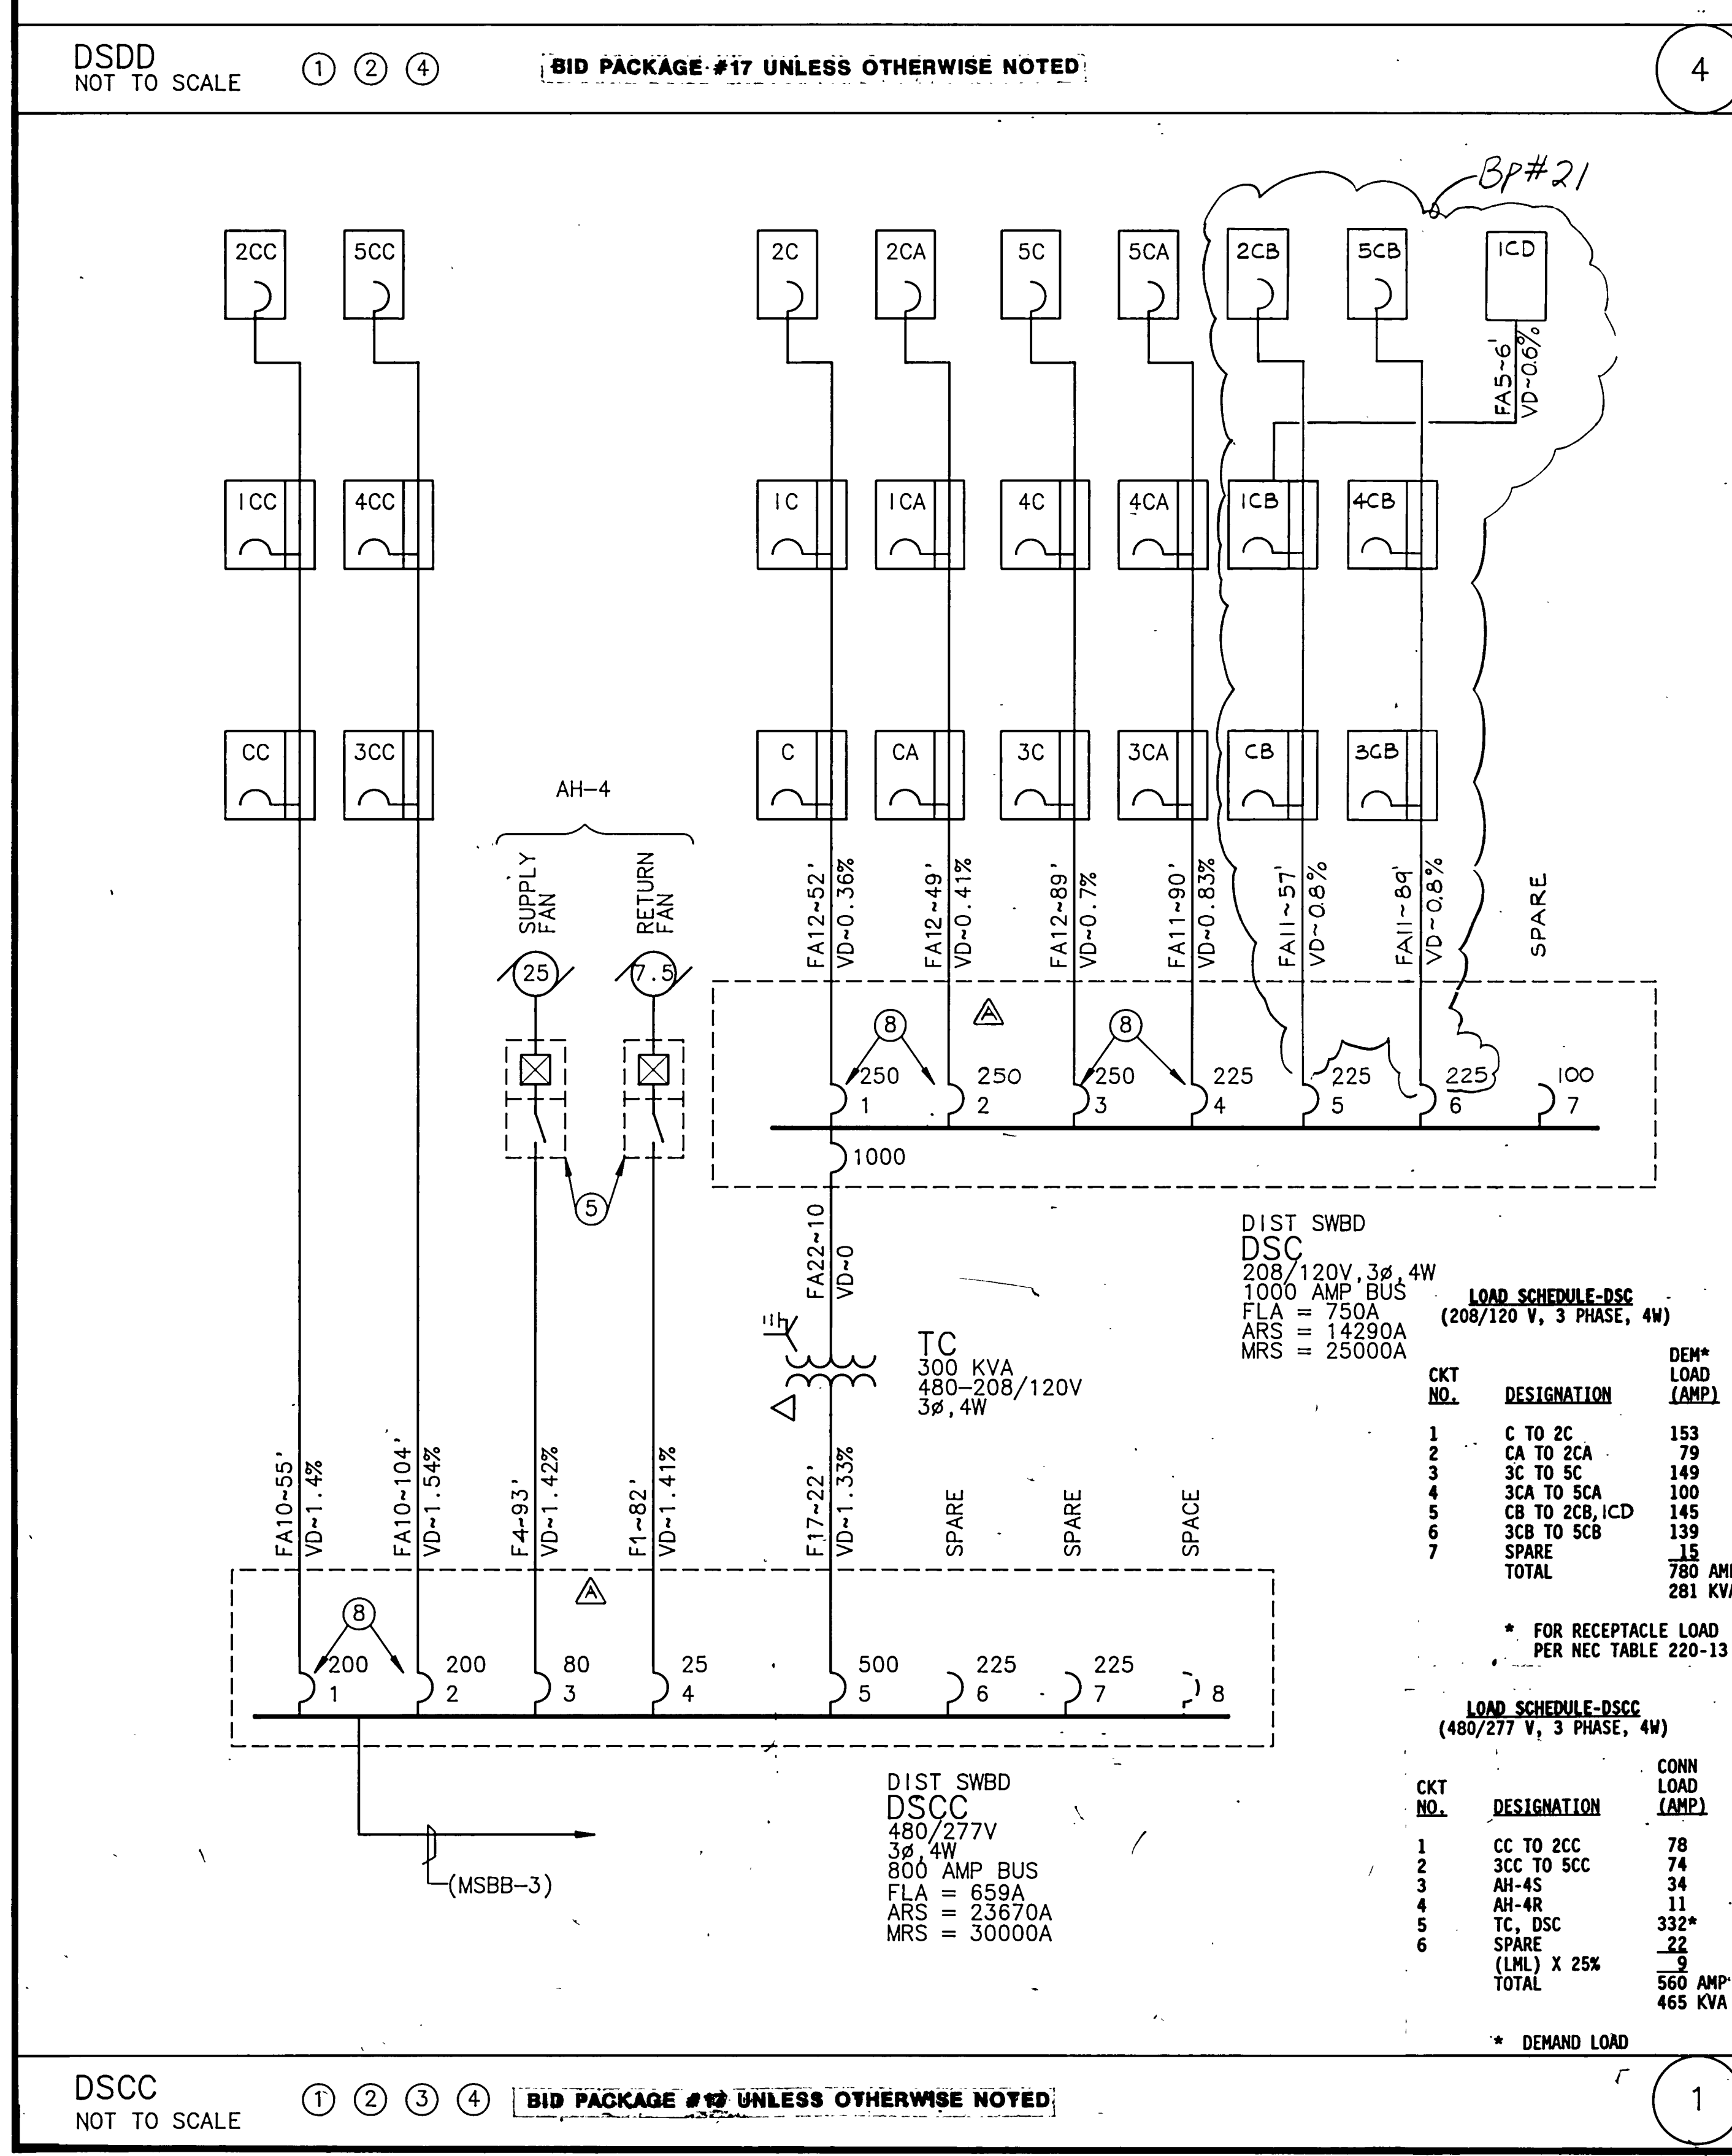 DSDD
NOT TO SCALE
1 2 4
BID PACKAGE #17 UNLESS OTHERWISE NOTED
4
BP#21
2CC
5CC
2C
2CA
5C
5CA
2CB
5CB
1CD
FA5~6'
VD~0.6%
1CC
4CC
1C
1CA
4C
4CA
1CB
4CB
CC
3CC
C
CA
3C
3CA
CB
3CB
AH-4
SUPPLY
FAN
RETURN
FAN
25
7.5
FA12~52'
VD~0.36%
FA12~49'
VD~0.41%
FA12~89'
VD~0.7%
FA11~90'
VD~0.83%
FA11~57'
VD~0.8%
FA11~89'
VD~0.8%
SPARE
8
A
8
250
1
250
2
250
3
225
4
225
5
225
6
100
7
1000
5
FA22~10
VD~0
DIST SWBD
DSC
208/120V,3ø,4W
1000 AMP BUS
FLA = 750A
ARS = 14290A
MRS = 25000A
TC
300 KVA
480-208/120V
3ø,4W
LOAD SCHEDULE-DSC
(208/120 V, 3 PHASE, 4W)
CKT NO. DESIGNATION DEM* LOAD (AMP)
1 C TO 2C 153
2 CA TO 2CA 79
3 3C TO 5C 149
4 3CA TO 5CA 100
5 CB TO 2CB, 1CD 145
6 3CB TO 5CB 139
7 SPARE 15
TOTAL 780
281
* FOR RECEPTACLE LOAD
PER NEC TABLE 220-13
FA10~55'
VD~1.4%
FA10~104'
VD~1.54%
F4~93'
VD~1.42%
F1~82'
VD~1.41%
F17~22'
VD~1.33%
SPARE
SPARE
SPACE
8
A
200
1
200
2
80
3
25
4
500
5
225
6
225
7
8
(MSBB-3)
DIST SWBD
DSCC
480/277V
3ø,4W
800 AMP BUS
FLA = 659A
ARS = 23670A
MRS = 30000A
LOAD SCHEDULE-DSCC
(480/277 V, 3 PHASE, 4W)
CKT NO. DESIGNATION CONN LOAD (AMP)
1 CC TO 2CC 78
2 3CC TO 5CC 74
3 AH-4S 34
4 AH-4R 11
5 TC, DSC 332*
6 SPARE 22
(LML) X 25% 9
TOTAL 560 AMP
465 KVA
* DEMAND LOAD
DSCC
NOT TO SCALE
1 2 3 4
BID PACKAGE UNLESS OTHERWISE NOTED
1